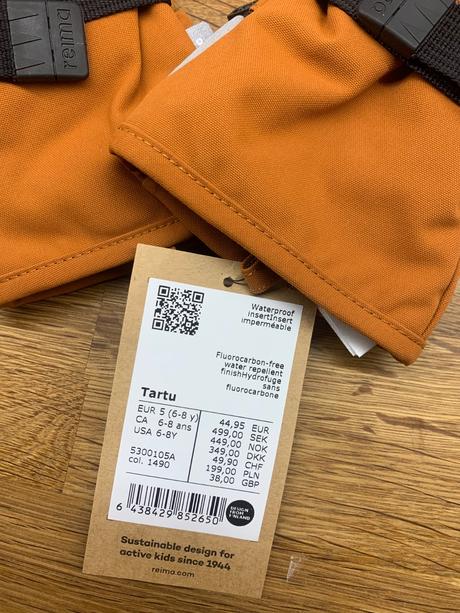 reima
Waterproof
insertInsert
imperméable
Fluorocarbon-free
water repellent
finishHydrofuge
sans
fluorocarbone
Tartu
EUR 5 (6-8 y)
CA 6-8 ans
USA 6-8Y
5300105A
col. 1490
44,95 EUR
499,00 SEK
449,00 NOK
349,00 DKK
49,90 CHF
199,00 PLN
38,00 GBP
6 438429 852650
DESIGN
FROM
FINLAND
Sustainable design for
active kids since 1944
reima.com